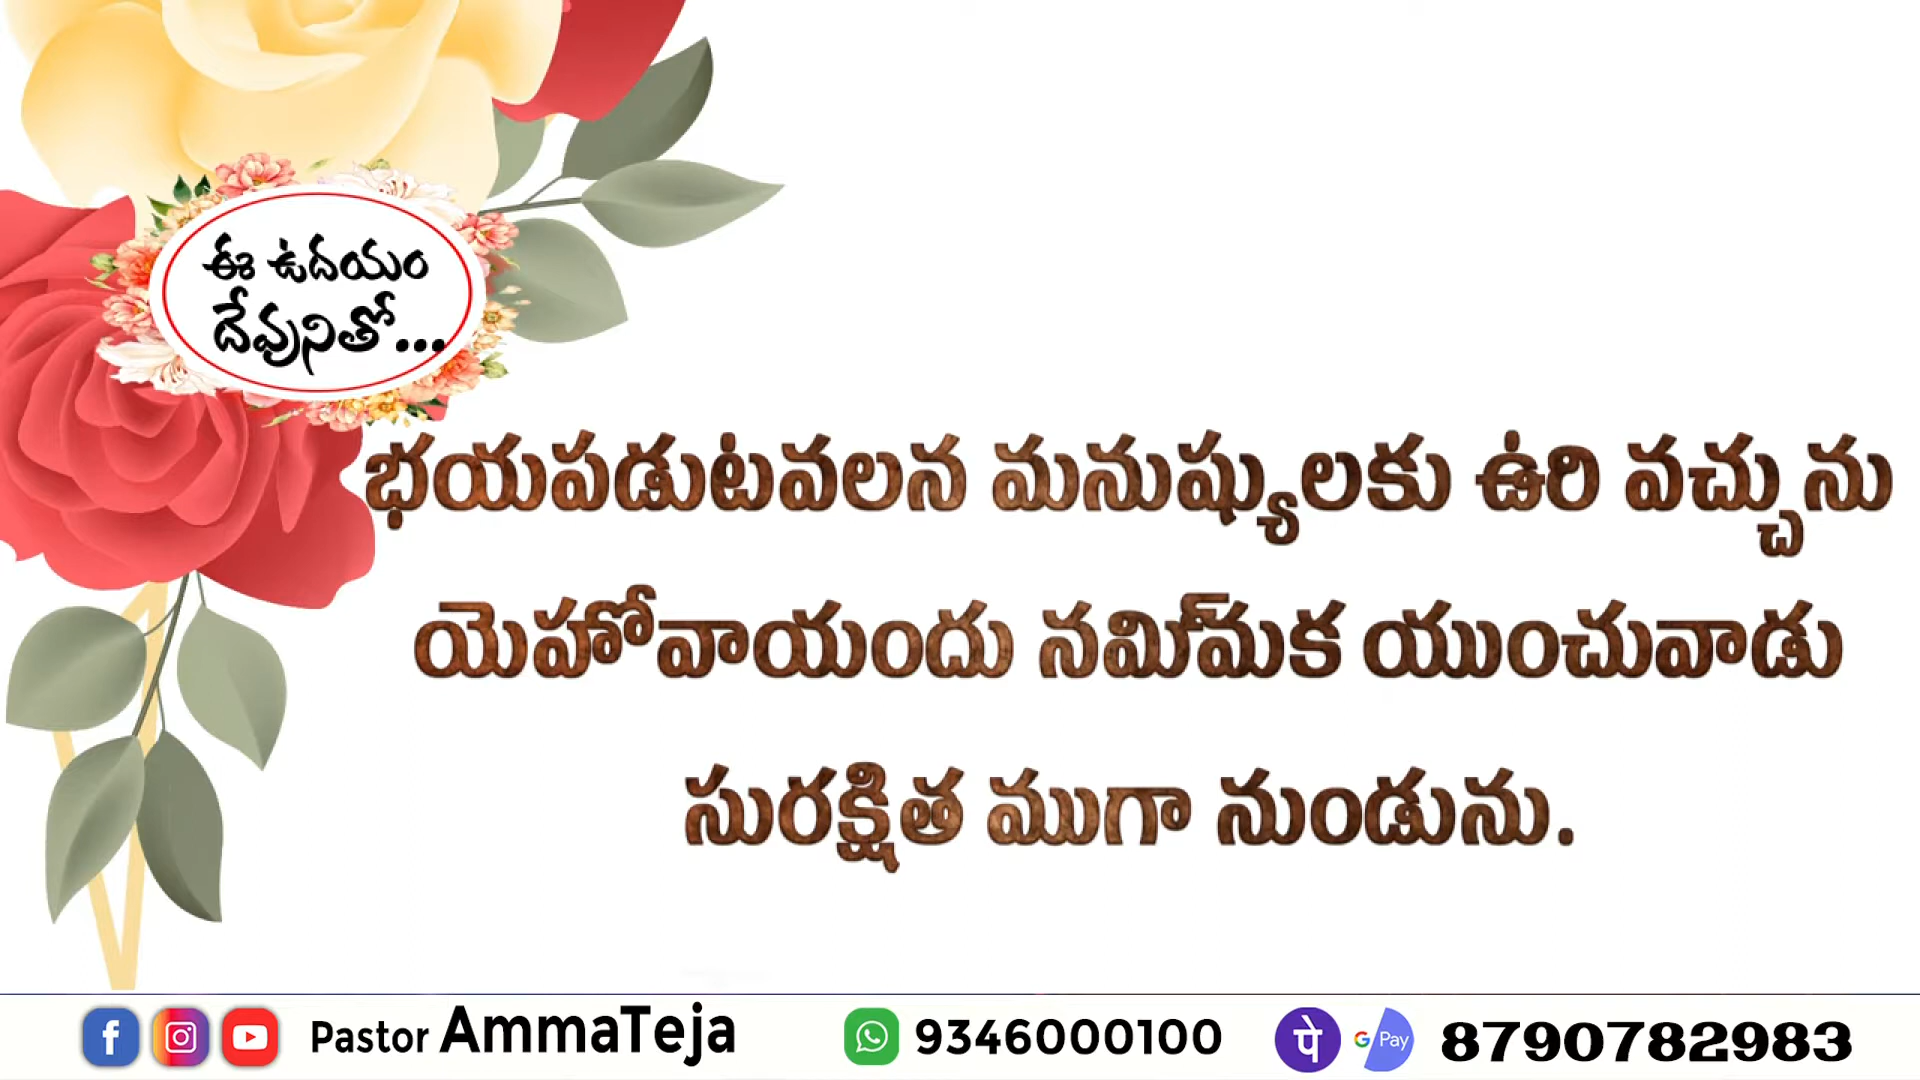 ఈ ఉదయం
దేవునితో...
భయపడుటవలన మనుష్యులకు ఉరి వచ్చును
యెహోవాయందు నమ్మిక యుంచువాడు
సురక్షిత ముగా నుండును.
Pastor AmmaTeja 9346000100 पे G Pay 8790782983